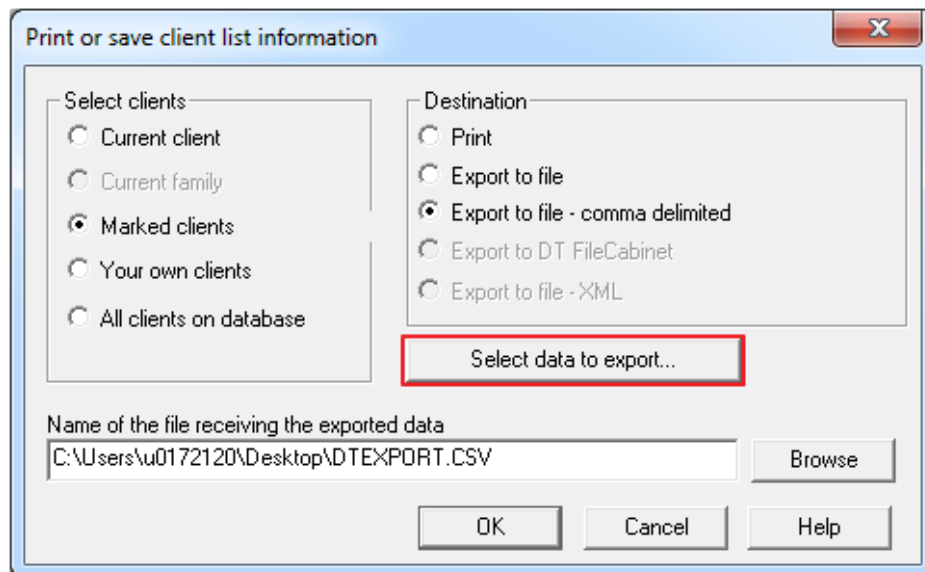 Print or save client list information
Select clients
Current client
Current family
Marked clients
Your own clients
All clients on database
Destination
Print
Export to file
Export to file - comma delimited
Export to DT FileCabinet
Export to file - XML
Select data to export...
Name of the file receiving the exported data
C:\Users\u0172120\Desktop\DTEXPORT.CSV
Browse
OK
Cancel
Help